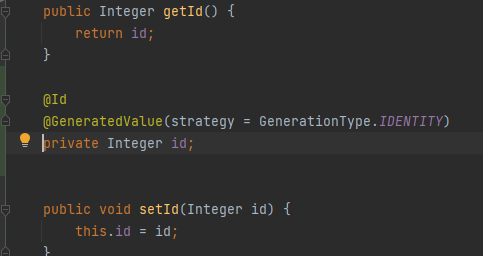 public Integer getId() {
return id;
}
@Id
@GeneratedValue(strategy = GenerationType.IDENTITY)
private Integer id;
public void setId(Integer id) {
this.id = id;
}